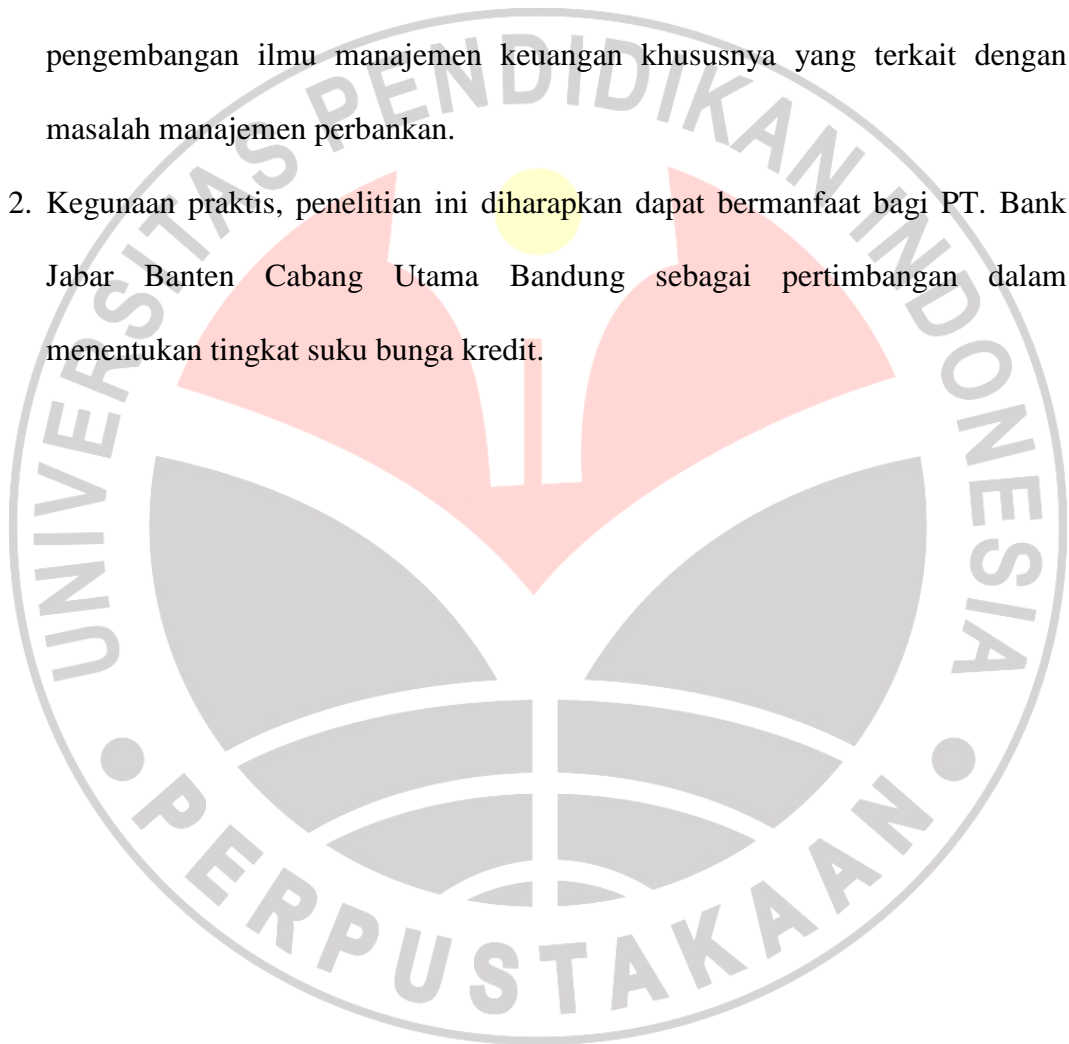 pengembangan ilmu manajemen keuangan khususnya yang terkait dengan
masalah manajemen perbankan.
2. Kegunaan praktis, penelitian ini diharapkan dapat bermanfaat bagi PT. Bank
Jabar Banten Cabang Utama Bandung sebagai pertimbangan dalam
menentukan tingkat suku bunga kredit.
UNIVERSITAS PENDIDIKAN INDONESIA
PERPUSTAKAAN